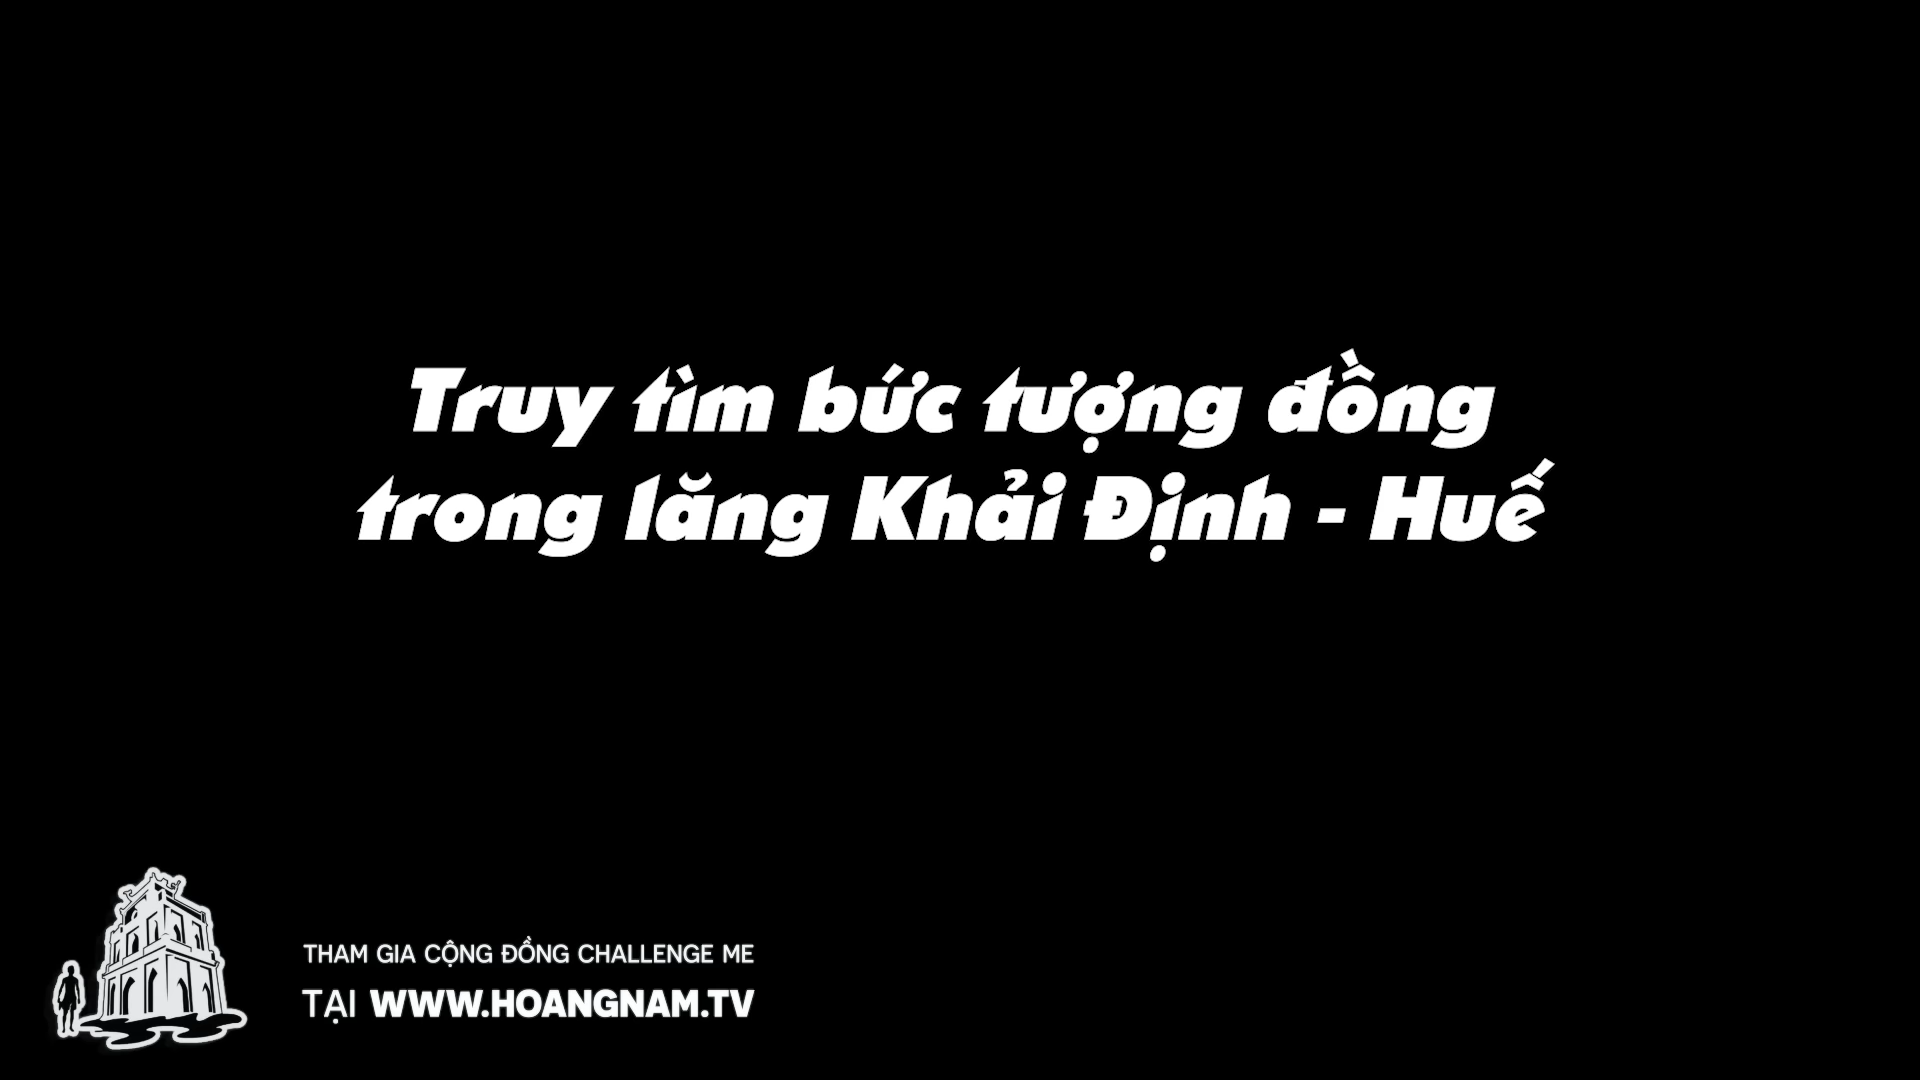 Truy tìm bức tượng đồng
trong lăng Khải Định - Huế
THAM GIA CỘNG ĐỒNG CHALLENGE ME
TẠI WWW.HOANGNAM.TV